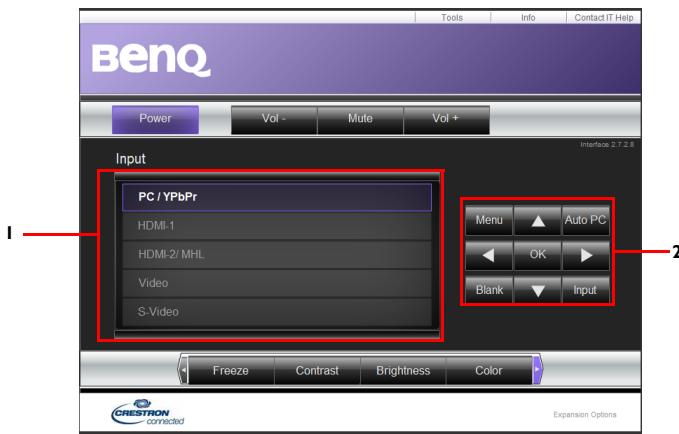 Tools Info Contact IT Help
BenQ
Power Vol - Mute Vol +
Interface 2.7.2.8
Input
PC / YPbPr
HDMI-1
HDMI-2/ MHL
Video
S-Video
Menu Auto PC
OK
Blank Input
1
2
Freeze Contrast Brightness Color
CRESTRON
connected
Expansion Options